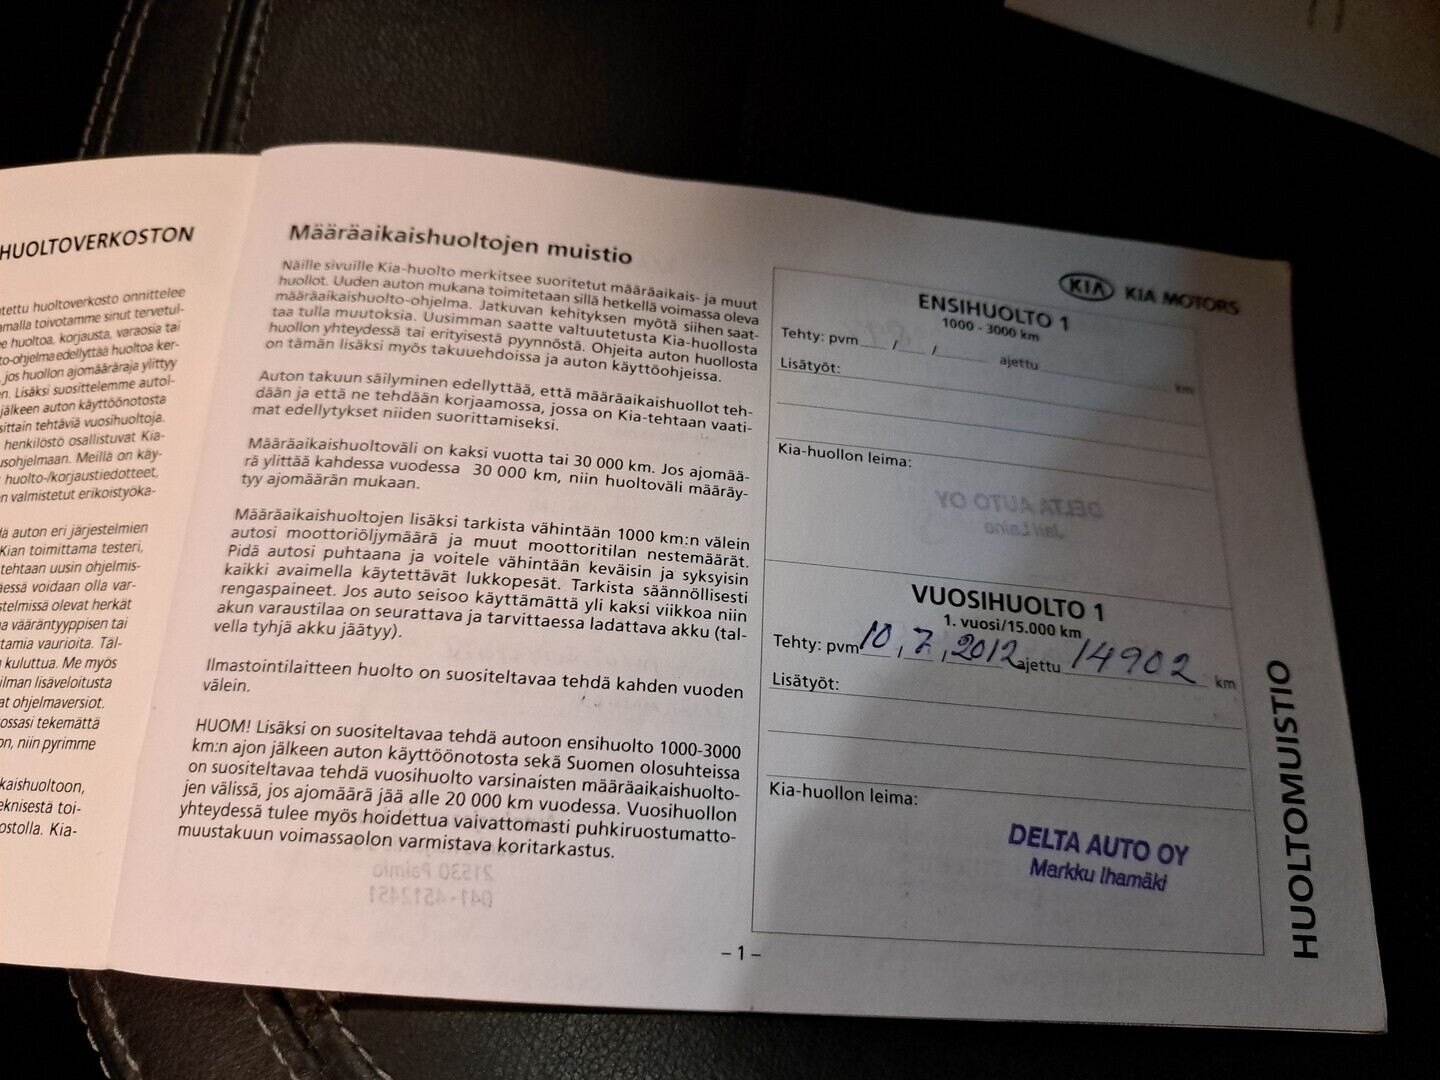 HUOLTOVERKOSTON
tettu huoltoverkosto onnittelee
amalla toivotamme sinut tervetul-
e huoltoa, korjausta, varaosia tai
to-ohjelma edellyttää huoltoa ker-
, jos huollon ajomääräraja ylittyy
n. Lisäksi suosittelemme autol-
jälkeen auton käyttöönotosta
sittain tehtäviä vuosihuoltoja.
henkilöstö osallistuvat Kia-
usohjelmaan. Meillä on käy-
huolto-/korjaustiedotteet,
n valmistetut erikoistyöka-
ä auton eri järjestelmien
Kian toimittama testeri,
tehtaan uusin ohjelmis-
essä voidaan olla var-
stelmissä olevat herkät
a vääräntyyppisen tai
tamia vaurioita. Täl-
kuluttua. Me myös
ilman lisäveloitusta
at ohjelmaversiot.
ossasi tekemättä
on, niin pyrimme
kaishuoltoon,
eknisestä toi-
ostolla. Kia-
Määräaikaishuoltojen muistio
Näille sivuille Kia-huolto merkitsee suoritetut määräaikais- ja muut
huollot. Uuden auton mukana toimitetaan sillä hetkellä voimassa oleva
määräaikaishuolto-ohjelma. Jatkuvan kehityksen myötä siihen saat-
taa tulla muutoksia. Uusimman saatte valtuutetusta Kia-huollosta
huollon yhteydessä tai erityisestä pyynnöstä. Ohjeita auton huollosta
on tämän lisäksi myös takuuehdoissa ja auton käyttöohjeissa.
Auton takuun säilyminen edellyttää, että määräaikaishuollot teh-
dään ja että ne tehdään korjaamossa, jossa on Kia-tehtaan vaati-
mat edellytykset niiden suorittamiseksi.
Määräaikaishuoltoväli on kaksi vuotta tai 30 000 km. Jos ajomää-
rä ylittää kahdessa vuodessa 30 000 km, niin huoltoväli määräy-
tyy ajomäärän mukaan.
Määräaikaishuoltojen lisäksi tarkista vähintään 1000 km:n välein
autosi moottoriöljymäärä ja muut moottoritilan nestemäärät.
Pidä autosi puhtaana ja voitele vähintään keväisin ja syksyisin
kaikki avaimella käytettävät lukkopesät. Tarkista säännöllisesti
rengaspaineet. Jos auto seisoo käyttämättä yli kaksi viikkoa niin
akun varaustilaa on seurattava ja tarvittaessa ladattava akku (tal-
vella tyhjä akku jäätyy).
Ilmastointilaitteen huolto on suositeltavaa tehdä kahden vuoden
välein.
HUOM! Lisäksi on suositeltavaa tehdä autoon ensihuolto 1000-3000
km:n ajon jälkeen auton käyttöönotosta sekä Suomen olosuhteissa
on suositeltavaa tehdä vuosihuolto varsinaisten määräaikaishuolto-
jen välissä, jos ajomäärä jää alle 20 000 km vuodessa. Vuosihuollon
yhteydessä tulee myös hoidettua vaivattomasti puhkiruostumatto-
muustakuun voimassaolon varmistava koritarkastus.
21530 Paimio
041-4512451
– 1 –
KIA KIA MOTORS
ENSIHUOLTO 1
1000 - 3000 km
Tehty: pvm / / ajettu km
Lisätyöt:
Kia-huollon leima:
DELTA AUTO OY
Jari Laine
VUOSIHUOLTO 1
1. vuosi/15.000 km
Tehty: pvm 10,7,2012 ajettu 14902 km
Lisätyöt:
Kia-huollon leima:
DELTA AUTO OY
Markku Ihamäki
HUOLTOMUISTIO